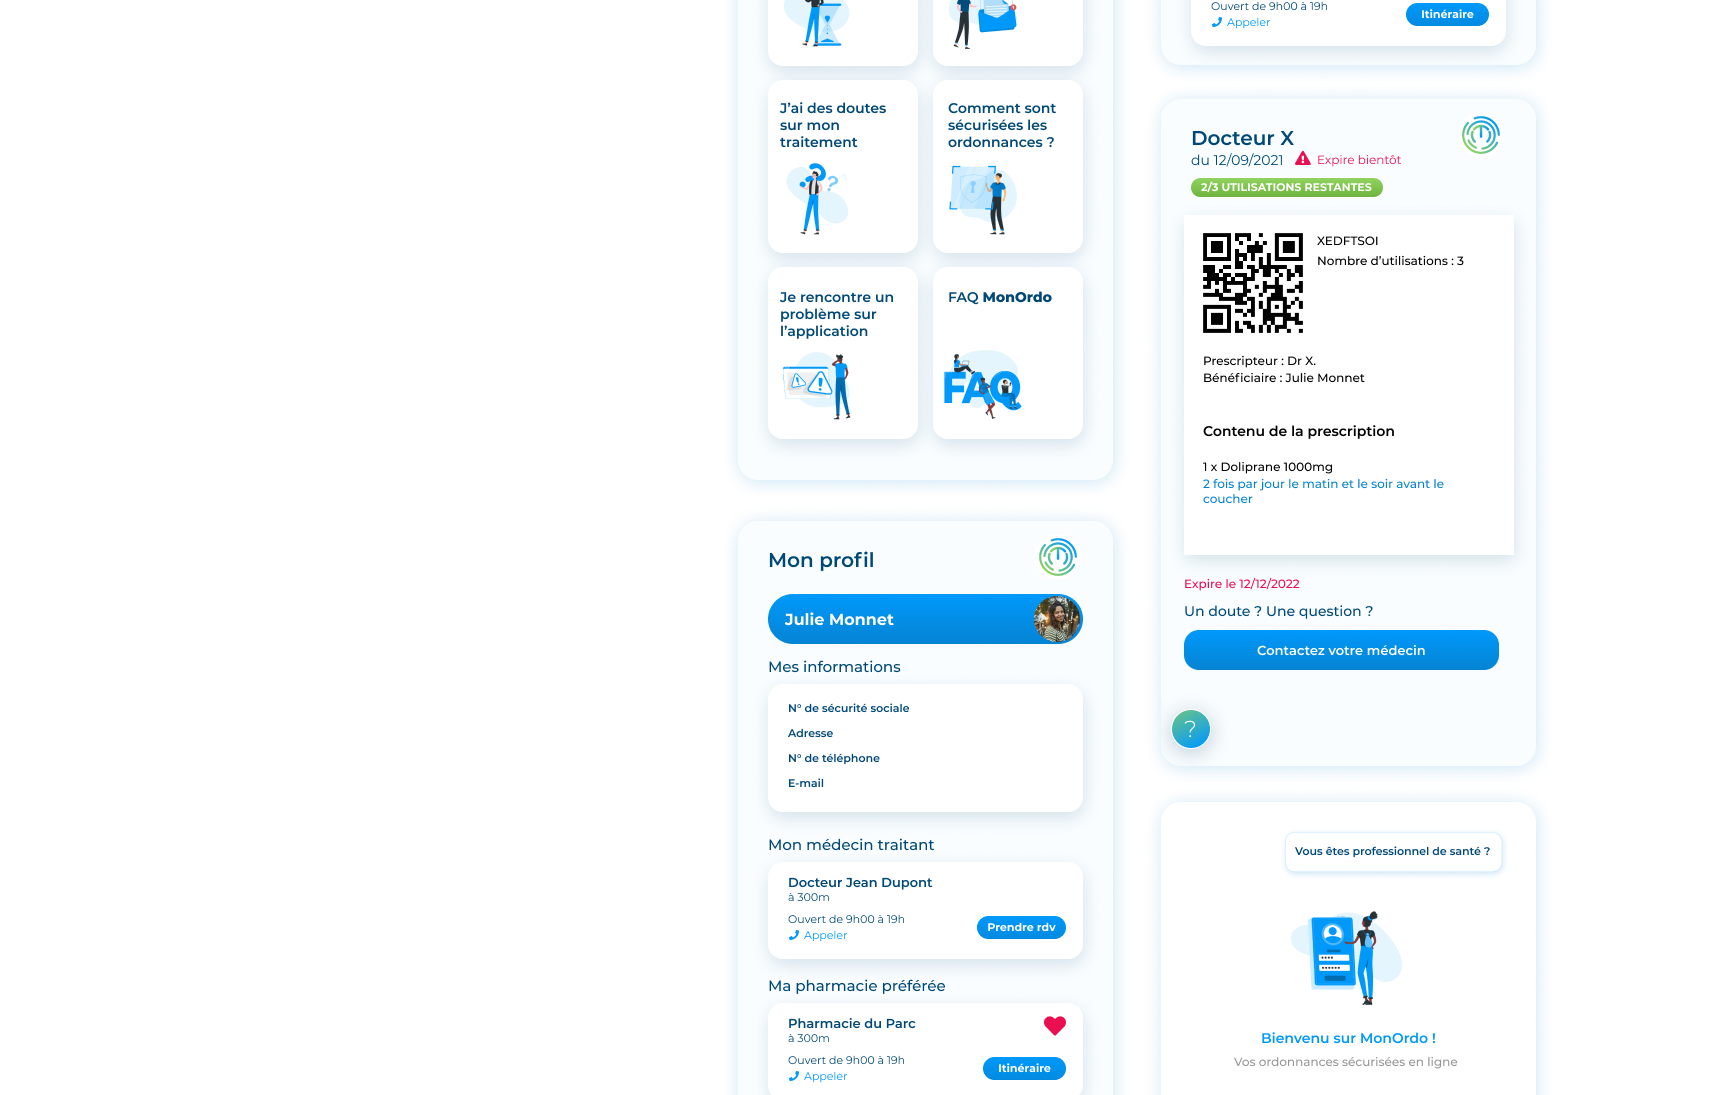 J’ai des doutes
sur mon
traitement
Comment sont
sécurisées les
ordonnances ?
?
Je rencontre un
problème sur
l’application
FAQ MonOrdo
FAQ
Mon profil
Julie Monnet
Mes informations
N° de sécurité sociale
Adresse
N° de téléphone
E-mail
Mon médecin traitant
Docteur Jean Dupont
à 300m
Ouvert de 9h00 à 19h
Appeler
Prendre rdv
Ma pharmacie préférée
Pharmacie du Parc
à 300m
Ouvert de 9h00 à 19h
Appeler
Itinéraire
Ouvert de 9h00 à 19h
Appeler
Itinéraire
Docteur X
du 12/09/2021
Expire bientôt
2/3 UTILISATIONS RESTANTES
XEDFTSOI
Nombre d’utilisations : 3
Prescripteur : Dr X.
Bénéficiaire : Julie Monnet
Contenu de la prescription
1 x Doliprane 1000mg
2 fois par jour le matin et le soir avant le
coucher
Expire le 12/12/2022
Un doute ? Une question ?
Contactez votre médecin
?
Vous êtes professionnel de santé ?
Bienvenu sur MonOrdo !
Vos ordonnances sécurisées en ligne